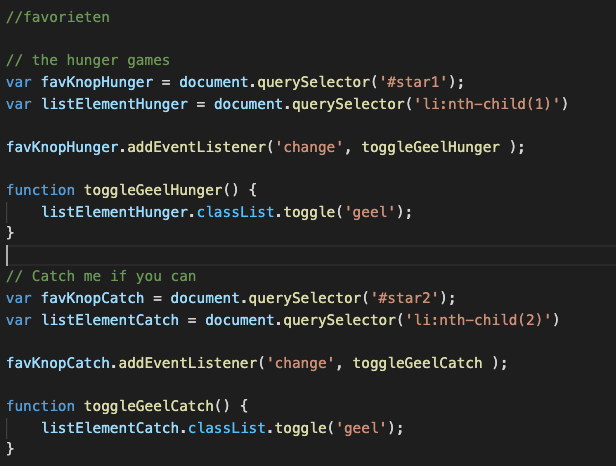 //favorieten
// the hunger games
var favKnopHunger = document.querySelector('#star1');
var listElementHunger = document.querySelector('li:nth-child(1)')
favKnopHunger.addEventListener('change', toggleGeelHunger );
function toggleGeelHunger() {
    listElementHunger.classList.toggle('geel');
}
// Catch me if you can
var favKnopCatch = document.querySelector('#star2');
var listElementCatch = document.querySelector('li:nth-child(2)')
favKnopCatch.addEventListener('change', toggleGeelCatch );
function toggleGeelCatch() {
    listElementCatch.classList.toggle('geel');
}